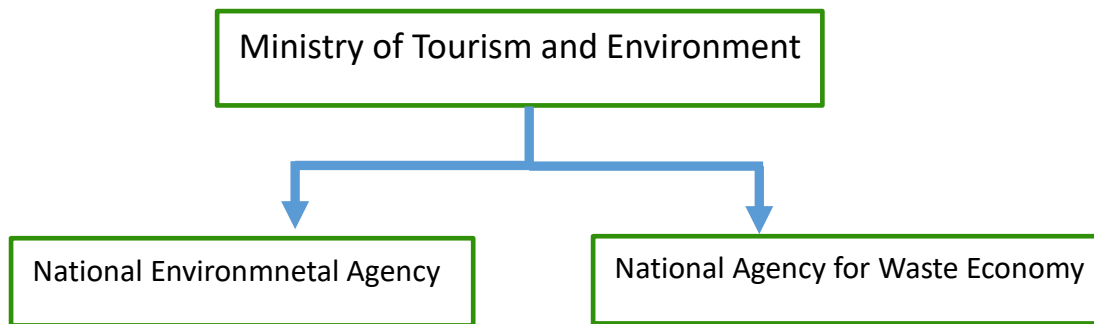 Ministry of Tourism and Environment
National Environmnetal Agency
National Agency for Waste Economy